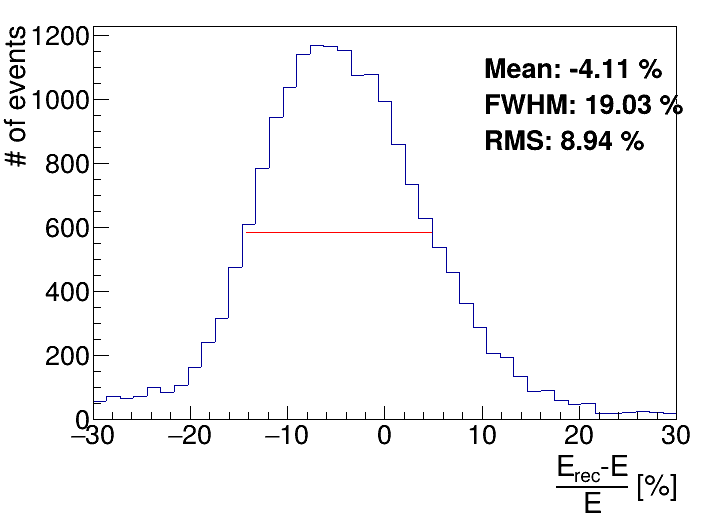 # of events
1200
1000
800
600
400
200
0
Mean: -4.11 %
FWHM: 19.03 %
RMS: 8.94 %
−30 −20 −10 0 10 20 30
Erec-E
E
[%]